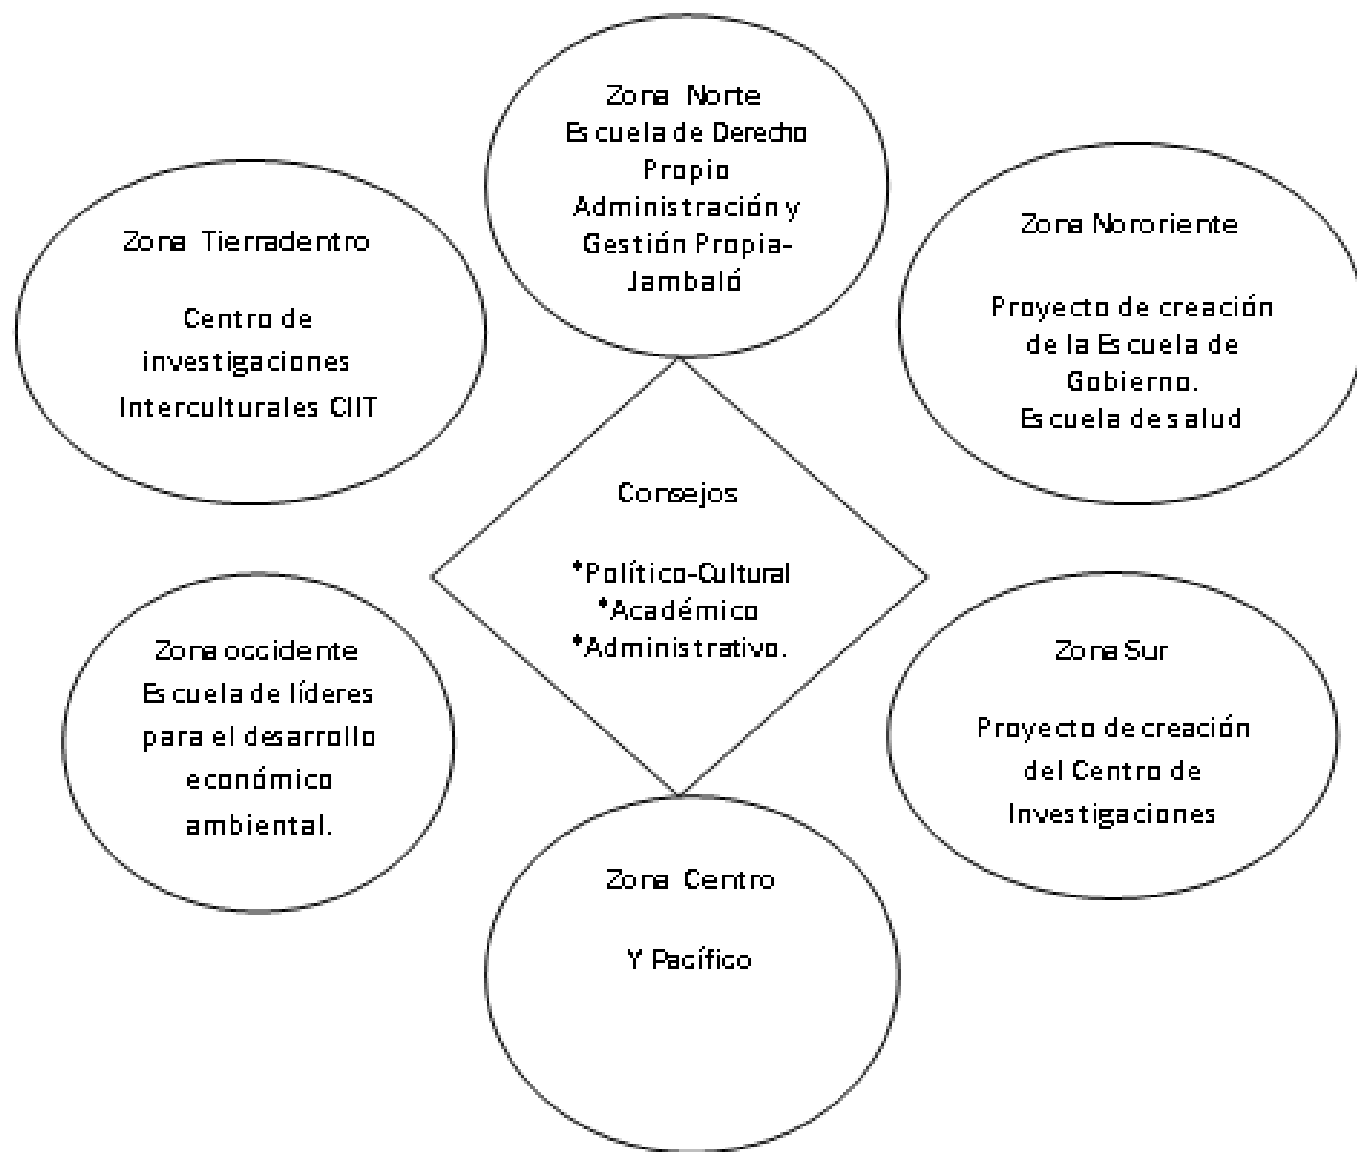 Zona Norte
Escuela de Derecho
Propio
Administración y
Gestión Propia-
Jambaló
Zona Tierradentro
Centro de
investigaciones
Interculturales CIIT
Zona Nororiente
Proyecto de creación
de la Escuela de
Gobierno.
Escuela de salud
Consejos
*Político-Cultural
*Académico
*Administrativo.
Zona occidente
Escuela de líderes
para el desarrollo
económico
ambiental.
Zona Sur
Proyecto de creación
del Centro de
Investigaciones
Zona Centro
Y Pacífico